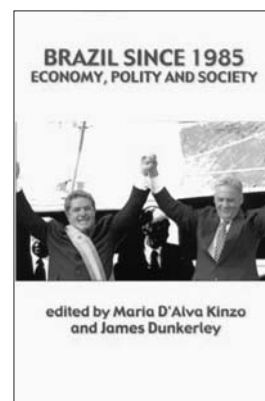 BRAZIL SINCE 1985
ECONOMY, POLITY AND SOCIETY
edited by Maria D'Alva Kinzo
and James Dunkerley